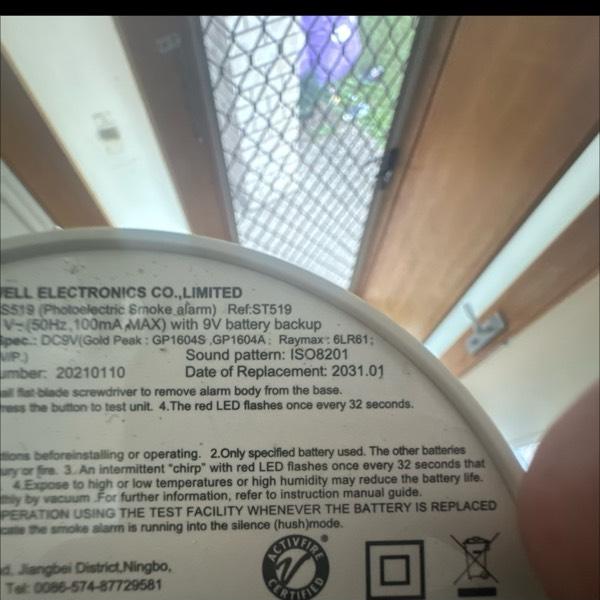 ELL ELECTRONICS CO.,LIMITED
S519 (Photoelectric Smoke alarm) Ref:ST519
V~(50Hz,100mA,MAX) with 9V battery backup
Spec.: DC9V(Gold Peak : GP1604S ,GP1604A; Raymax: 6LR61;
Sound pattern: ISO8201
umber: 20210110 Date of Replacement: 2031.01
all flat-blade screwdriver to remove alarm body from the base.
ress the button to test unit. 4.The red LED flashes once every 32 seconds.
tions beforeinstalling or operating. 2.Only specified battery used. The other batteries
ury or fire. 3. An intermittent "chirp" with red LED flashes once every 32 seconds that
4.Expose to high or low temperatures or high humidity may reduce the battery life.
thly by vacuum .For further information, refer to instruction manual guide.
PERATION USING THE TEST FACILITY WHENEVER THE BATTERY IS REPLACED
cate the smoke alarm is running into the silence (hush)mode.
d. Jiangbei District,Ningbo,
Tel: 0086-574-87729581
ACTIVFIRE®
CERTIFIED